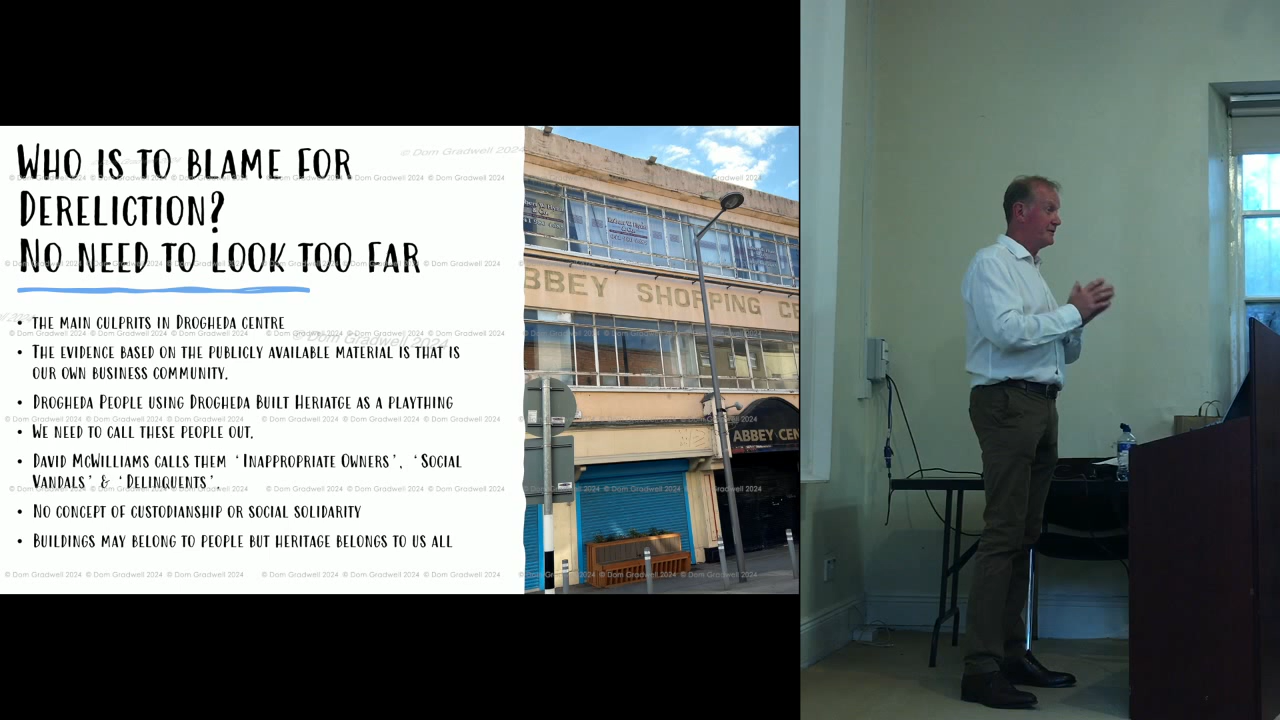 Who is to blame for
Dereliction?
No need to look too far
• the main culprits in Drogheda centre
• The evidence based on the publicly available material is that is
our own business community.
• Drogheda People using Drogheda Built Heriatge as a plaything
• We need to call these people out.
• David McWilliams calls them ‘Inappropriate Owners’, ‘Social
Vandals’ & ‘Delinquents’.
• No concept of custodianship or social solidarity
• Buildings may belong to people but heritage belongs to us all
© Dom Gradwell 2024
BBEY SHOPPING CE
ABBEY CEN